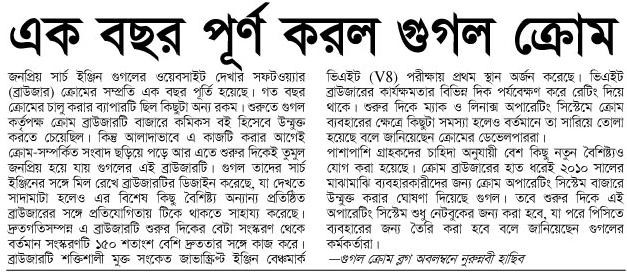 এক বছর পূর্ণ করল গুগল ক্রোম
জনপ্রিয় সার্চ ইঞ্জিন গুগলের ওয়েবসাইট দেখার সফটওয়্যার
(ব্রাউজার) ক্রোমের সম্প্রতি এক বছর পূর্তি হয়েছে। গত বছর
ক্রোমের চালু করার ব্যাপারটি ছিল কিছুটা অন্য রকম। শুরুতে গুগল
কর্তৃপক্ষ ক্রোম ব্রাউজারটি বাজারে কমিকস বই হিসেবে উন্মুক্ত
করতে চেয়েছিল। কিন্তু আলাদাভাবে এ কাজটি করার আগেই
ক্রোম-সম্পর্কিত সংবাদ ছড়িয়ে পড়ে আর এতে শুরুর দিকেই তুমুল
জনপ্রিয় হয়ে যায় গুগলের এই ব্রাউজারটি। গুগল তাদের সার্চ
ইঞ্জিনের সঙ্গে মিল রেখে ব্রাউজারটির ডিজাইন করেছে, যা দেখতে
সাদামাটা হলেও এর বিশেষ কিছু বৈশিষ্ট্য অন্যান্য প্রতিষ্ঠিত
ব্রাউজারের সঙ্গে প্রতিযোগিতায় টিকে থাকতে সাহায্য করেছে।
দ্রুতগতিসম্পন্ন এ ব্রাউজারটি শুরুর দিকের বেটা সংস্করণ থেকে
বর্তমান সংস্করণটি ১৫০ শতাংশ বেশি দ্রুততার সঙ্গে কাজ করে।
ব্রাউজারটি শক্তিশালী মুক্ত সংকেত জাভাস্ক্রিপ্ট ইঞ্জিন বেঞ্চমার্ক
ভিএইট (V8) পরীক্ষায় প্রথম স্থান অর্জন করেছে। ভিএইট
ব্রাউজারের কার্যক্ষমতার বিভিন্ন দিক পর্যবেক্ষণ করে রেটিং দিয়ে
থাকে। শুরুর দিকে ম্যাক ও লিনাক্স অপারেটিং সিস্টেমে ক্রোম
ব্যবহারের ক্ষেত্রে কিছুটা সমস্যা হলেও বর্তমানে তা সারিয়ে তোলা
হয়েছে বলে জানিয়েছেন ক্রোমের ডেভেলপাররা।
পাশাপাশি গ্রাহকদের চাহিদা অনুযায়ী বেশ কিছু নতুন বৈশিষ্ট্যও
যোগ করা হয়েছে। ক্রোম ব্রাউজারের হাত ধরেই ২০১০ সালের
মাঝামাঝি ব্যবহারকারীদের জন্য ক্রোম অপারেটিং সিস্টেম বাজারে
উন্মুক্ত করার ঘোষণা দিয়েছে গুগল। তবে শুরুর দিকে এই
অপারেটিং সিস্টেম শুধু নেটবুকের জন্য করা হবে, যা পরে পিসিতে
ব্যবহারের জন্য তৈরি করা হবে বলে জানিয়েছেন গুগলের
কর্মকর্তারা।
—গুগল ক্রোম ব্লগ অবলম্বনে নুরুন্নবী হাছিব